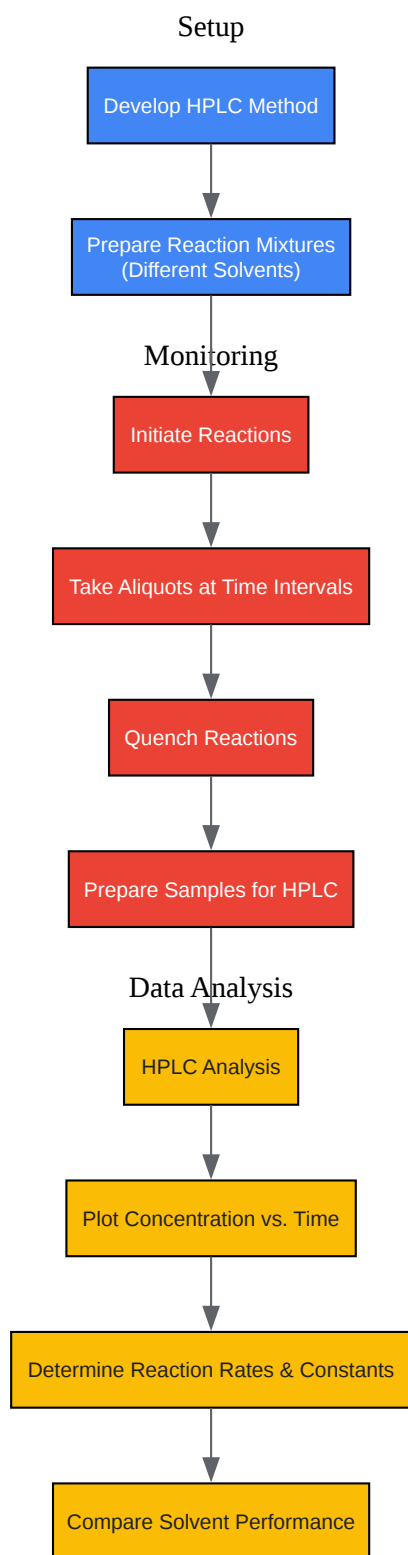 Setup
Develop HPLC Method
Prepare Reaction Mixtures
(Different Solvents)
Monitoring
Initiate Reactions
Take Aliquots at Time Intervals
Quench Reactions
Prepare Samples for HPLC
Data Analysis
HPLC Analysis
Plot Concentration vs. Time
Determine Reaction Rates & Constants
Compare Solvent Performance